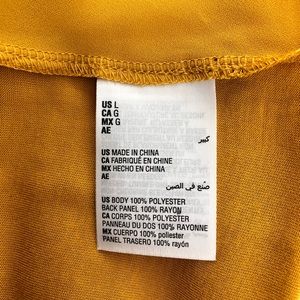 US L
CA G
MX G
AE
كبير
US MADE IN CHINA
CA FABRIQUÉ EN CHINE
MX HECHO EN CHINA
AE
صُنع في الصين
US BODY 100% POLYESTER
BACK PANEL 100% RAYON
CA CORPS 100% POLYESTER
PANNEAU DU DOS 100% RAYONNE
MX CUERPO 100% poliester
PANEL TRASERO 100% rayón